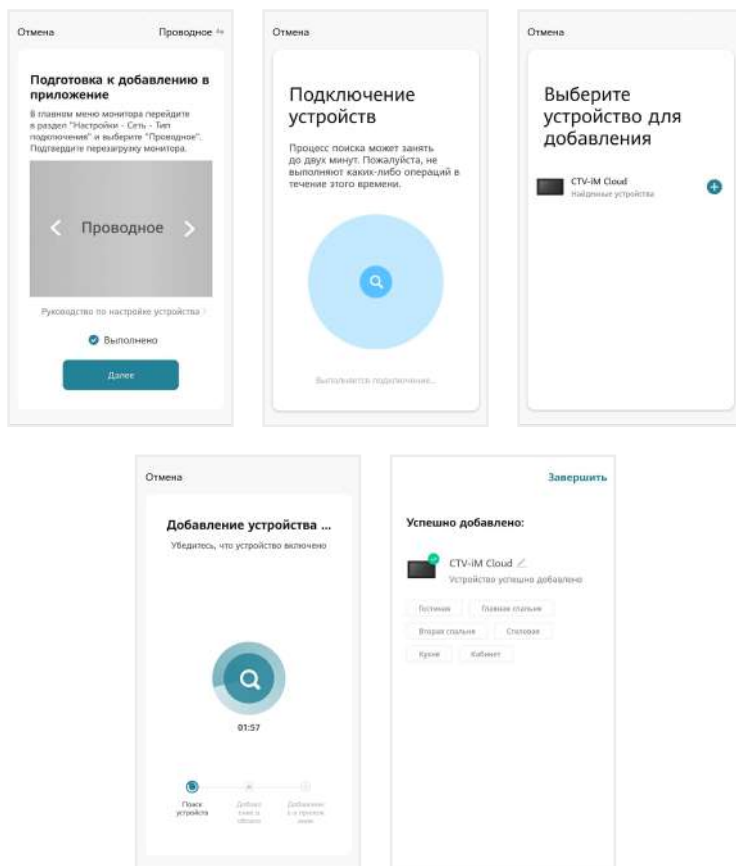 Отмена
Проводное
Подготовка к добавлению в
приложение
В главном меню монитора перейдите
в раздел "Настройки - Сеть - Тип
подключения" и выберите "Проводное".
Подтвердите перезагрузку монитора.
Проводное
Руководство по настройке устройства
Выполнено
Далее
Отмена
Подключение
устройств
Процесс поиска может занять
до двух минут. Пожалуйста, не
выполняют каких-либо операций в
течение этого времени.
Выполняется подключение...
Отмена
Выберите
устройство для
добавления
CTV-iM Cloud
Найденные устройства
Отмена
Добавление устройства ...
Убедитесь, что устройство включено
01:57
Поиск
устройств
Завершить
Успешно добавлено:
CTV-iM Cloud
Устройство успешно добавлено
Гостиная
Главная спальня
Вторая спальня
Столовая
Кухня
Кабинет